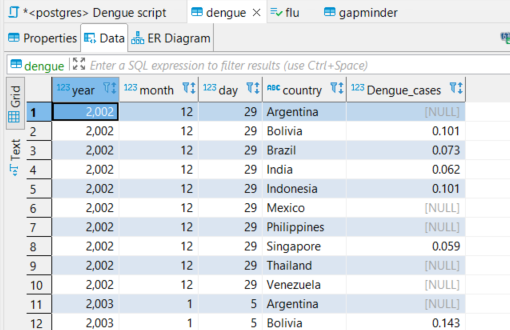 *<postgres> Dengue script dengue flu gapminder
Properties Data ER Diagram
dengue Enter a SQL expression to filter results (use Ctrl+Space)
Grid
Text
123 year 123 month 123 day ABC country 123 Dengue_cases
1 2,002 12 29 Argentina [NULL]
2 2,002 12 29 Bolivia 0.101
3 2,002 12 29 Brazil 0.073
4 2,002 12 29 India 0.062
5 2,002 12 29 Indonesia 0.101
6 2,002 12 29 Mexico [NULL]
7 2,002 12 29 Philippines [NULL]
8 2,002 12 29 Singapore 0.059
9 2,002 12 29 Thailand [NULL]
10 2,002 12 29 Venezuela [NULL]
11 2,003 1 5 Argentina [NULL]
12 2,003 1 5 Bolivia 0.143